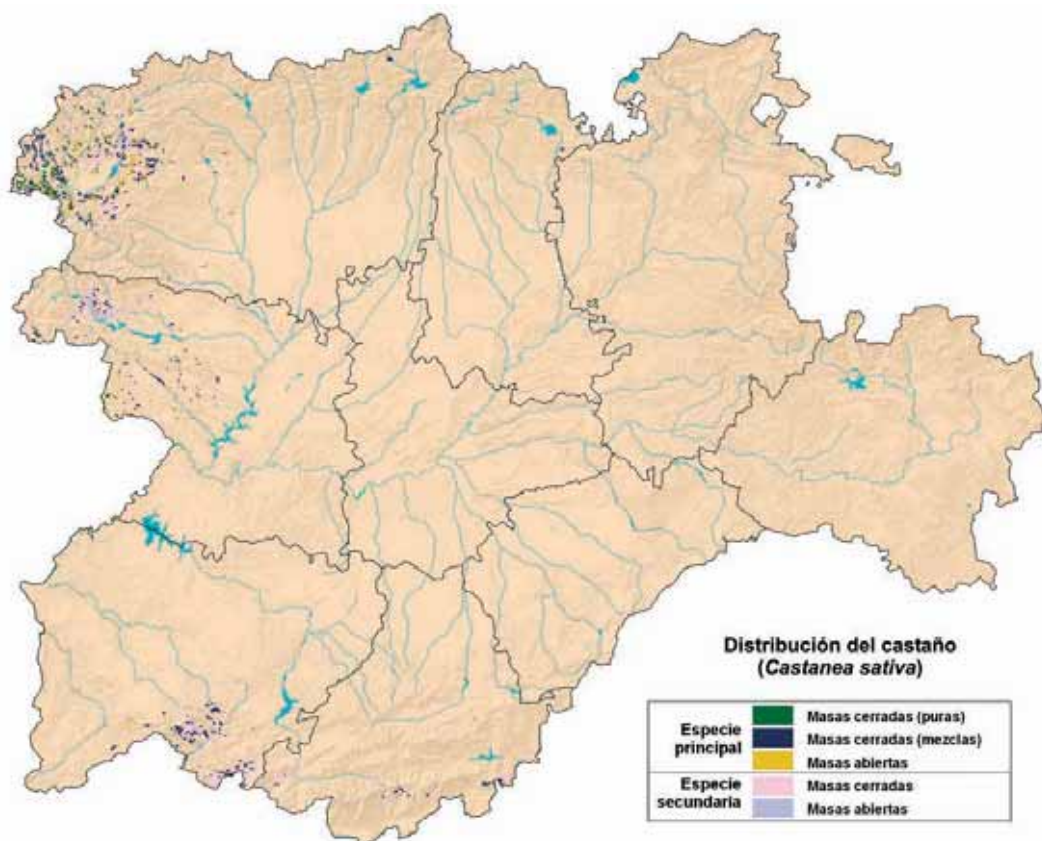 Distribución del castaño
(Castanea sativa)
Especie principal
Masas cerradas (puras)
Masas cerradas (mezclas)
Masas abiertas
Especie secundaria
Masas cerradas
Masas abiertas